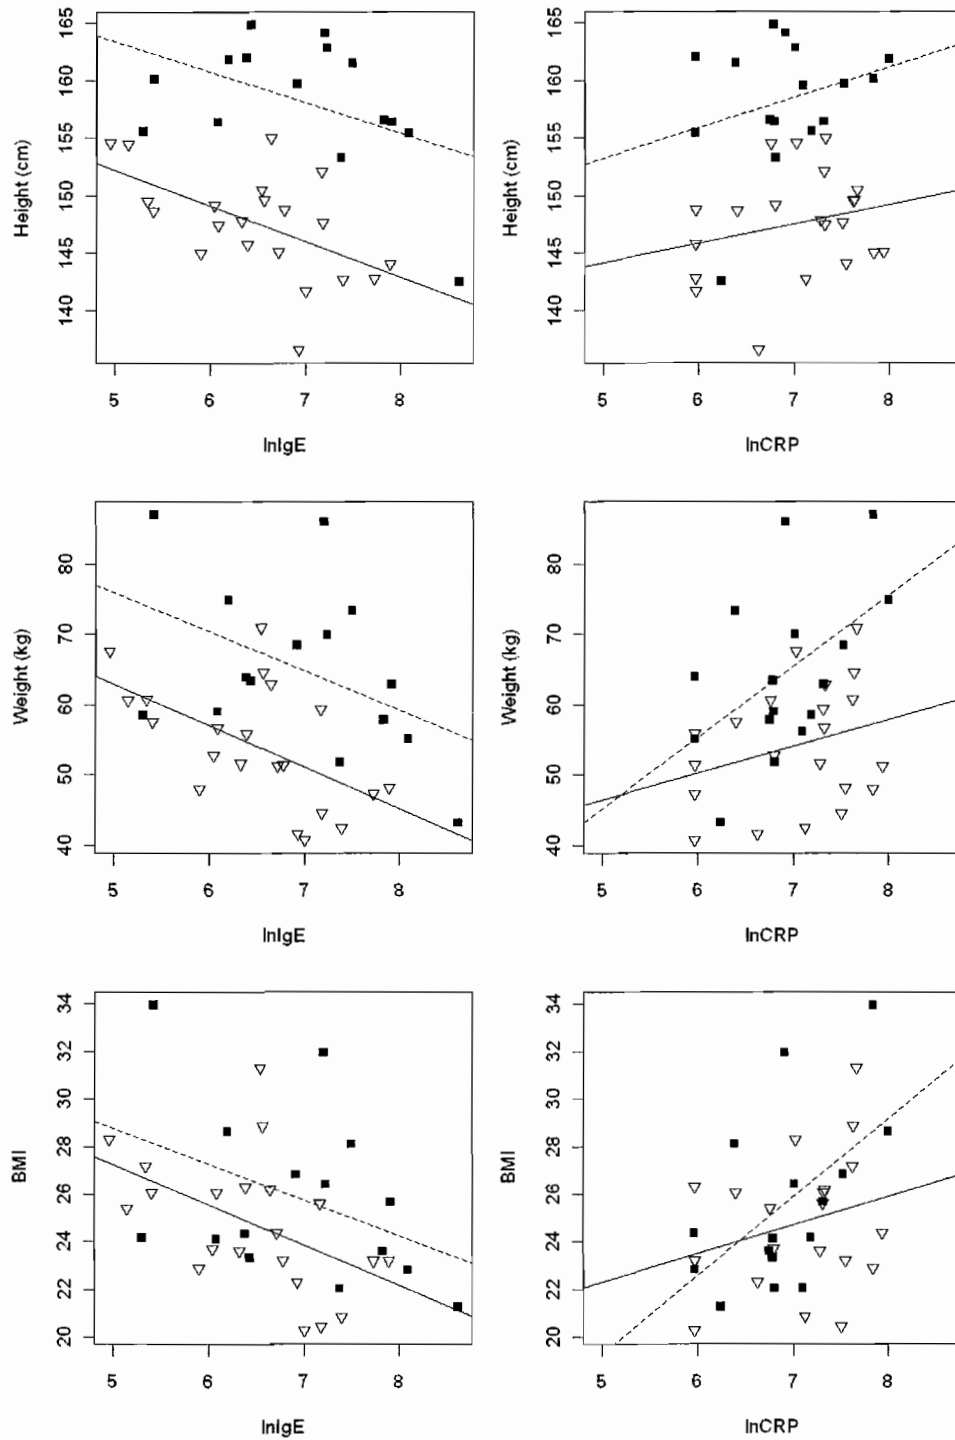 Height (cm)
140 145 150 155 160 165
5 6 7 8
lnIgE
Height (cm)
140 145 150 155 160 165
5 6 7 8
lnCRP
Weight (kg)
40 50 60 70 80
5 6 7 8
lnIgE
Weight (kg)
40 50 60 70 80
5 6 7 8
lnCRP
BMI
20 22 24 26 28 30 32 34
5 6 7 8
lnIgE
BMI
20 22 24 26 28 30 32 34
5 6 7 8
lnCRP